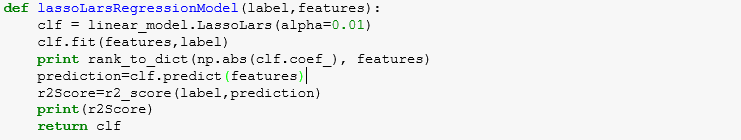 def lassoLarsRegressionModel(label,features):
    clf = linear_model.LassoLars(alpha=0.01)
    clf.fit(features,label)
    print rank_to_dict(np.abs(clf.coef_), features)
    prediction=clf.predict(features)
    r2Score=r2_score(label,prediction)
    print(r2Score)
    return clf